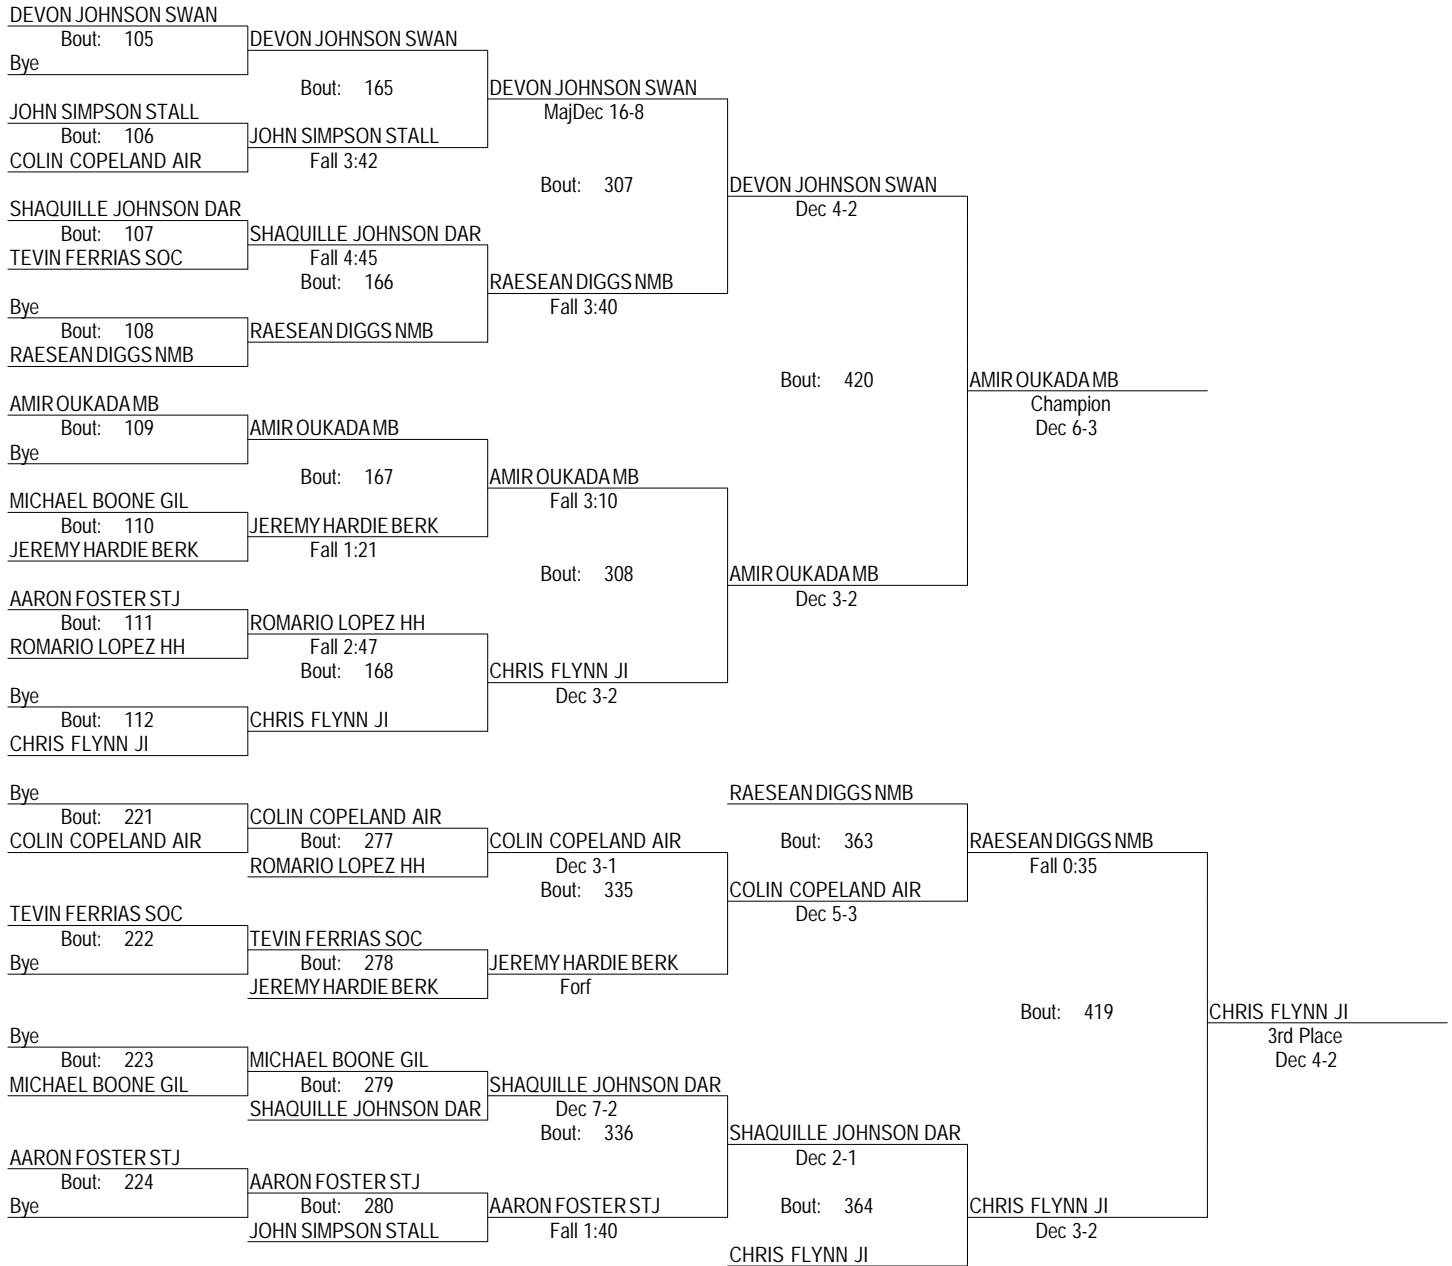 DEVON JOHNSON SWAN
Bout: 105
Bye
DEVON JOHNSON SWAN
Bout: 165
JOHN SIMPSON STALL
Bout: 106
COLIN COPELAND AIR
JOHN SIMPSON STALL
Fall 3:42
DEVON JOHNSON SWAN
MajDec 16-8
Bout: 307
SHAQUILLE JOHNSON DAR
Bout: 107
TEVIN FERRIAS SOC
SHAQUILLE JOHNSON DAR
Fall 4:45
Bout: 166
Bye
Bout: 108
RAESEAN DIGGS NMB
RAESEAN DIGGS NMB
RAESEAN DIGGS NMB
Fall 3:40
DEVON JOHNSON SWAN
Dec 4-2
Bout: 420
AMIR OUKADA MB
Champion
Dec 6-3
AMIR OUKADA MB
Bout: 109
Bye
AMIR OUKADA MB
Bout: 167
MICHAEL BOONE GIL
Bout: 110
JEREMY HARDIE BERK
JEREMY HARDIE BERK
Fall 1:21
AMIR OUKADA MB
Fall 3:10
Bout: 308
AARON FOSTER STJ
Bout: 111
ROMARIO LOPEZ HH
ROMARIO LOPEZ HH
Fall 2:47
Bout: 168
Bye
Bout: 112
CHRIS FLYNN JI
CHRIS FLYNN JI
CHRIS FLYNN JI
Dec 3-2
AMIR OUKADA MB
Dec 3-2
Bye
Bout: 221
COLIN COPELAND AIR
COLIN COPELAND AIR
Bout: 277
ROMARIO LOPEZ HH
COLIN COPELAND AIR
Dec 3-1
Bout: 335
TEVIN FERRIAS SOC
Bout: 222
Bye
TEVIN FERRIAS SOC
Bout: 278
JEREMY HARDIE BERK
JEREMY HARDIE BERK
Forf
RAESEAN DIGGS NMB
Bout: 363
COLIN COPELAND AIR
Dec 5-3
RAESEAN DIGGS NMB
Fall 0:35
Bout: 419
CHRIS FLYNN JI
3rd Place
Dec 4-2
Bye
Bout: 223
MICHAEL BOONE GIL
MICHAEL BOONE GIL
Bout: 279
SHAQUILLE JOHNSON DAR
SHAQUILLE JOHNSON DAR
Dec 7-2
Bout: 336
AARON FOSTER STJ
Bout: 224
Bye
AARON FOSTER STJ
Bout: 280
JOHN SIMPSON STALL
AARON FOSTER STJ
Fall 1:40
SHAQUILLE JOHNSON DAR
Dec 2-1
Bout: 364
CHRIS FLYNN JI
CHRIS FLYNN JI
Dec 3-2